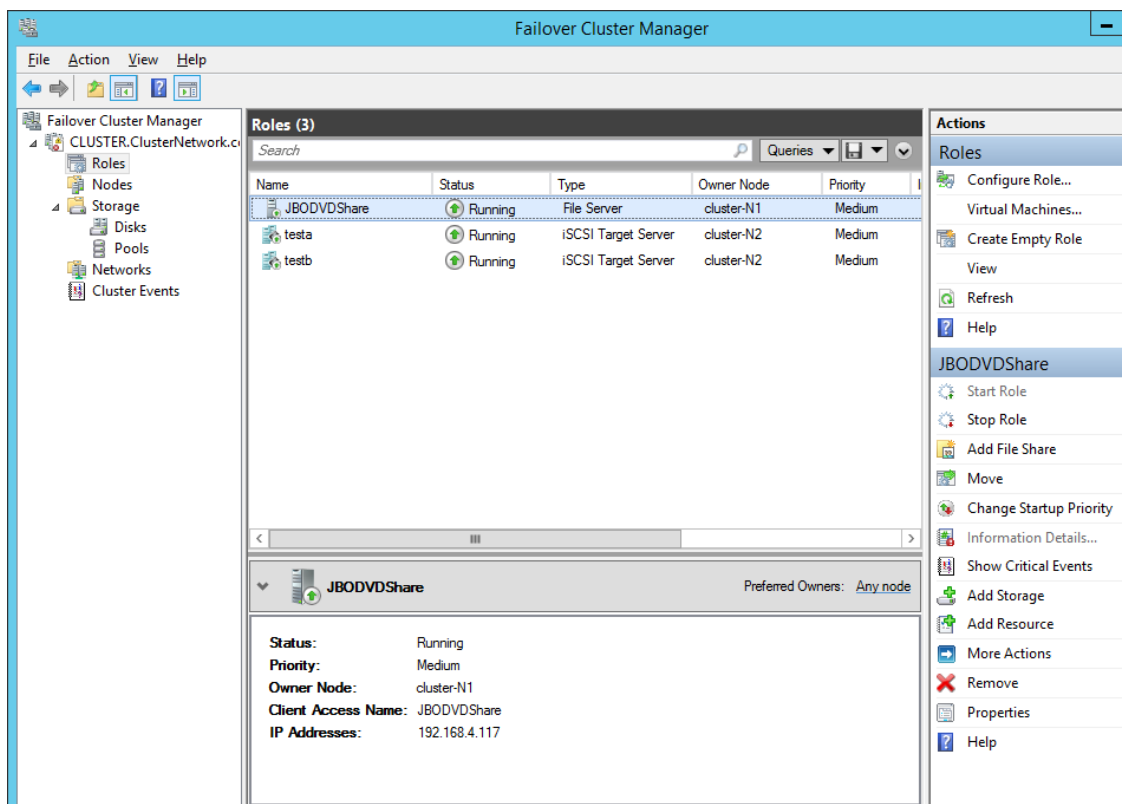 Failover Cluster Manager
File Action View Help
Failover Cluster Manager
CLUSTER.ClusterNetwork.c
Roles
Nodes
Storage
Disks
Pools
Networks
Cluster Events
Roles (3)
Search
Queries
Name Status Type Owner Node Priority
JBODVDShare Running File Server cluster-N1 Medium
testa Running iSCSI Target Server cluster-N2 Medium
testb Running iSCSI Target Server cluster-N2 Medium
JBODVDShare Preferred Owners: Any node
Status: Running
Priority: Medium
Owner Node: cluster-N1
Client Access Name: JBODVDShare
IP Addresses: 192.168.4.117
Actions
Roles
Configure Role...
Virtual Machines...
Create Empty Role
View
Refresh
Help
JBODVDShare
Start Role
Stop Role
Add File Share
Move
Change Startup Priority
Information Details...
Show Critical Events
Add Storage
Add Resource
More Actions
Remove
Properties
Help